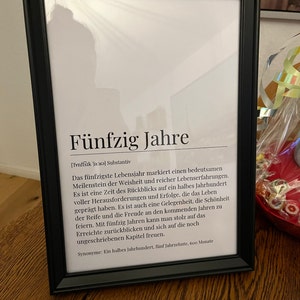 Fünfzig Jahre
[ˈfʏnft͡sɪk ˈjaːʁə] Substantiv
Das fünfzigste Lebensjahr markiert einen bedeutsamen
Meilenstein der Weisheit und reicher Lebenserfahrungen.
Es ist eine Zeit des Rückblicks auf ein halbes Jahrhundert
voller Herausforderungen und Erfolge, die das Leben
geprägt haben. Es ist auch eine Gelegenheit, die Schönheit
der Reife und die Freude an den kommenden Jahren zu
feiern. Mit fünfzig Jahren kann man stolz auf das
Erreichte zurückblicken und sich auf die noch
ungeschriebenen Kapitel freuen.
Synonyme: Ein halbes Jahrhundert, fünf Jahrzehnte, 600 Monate